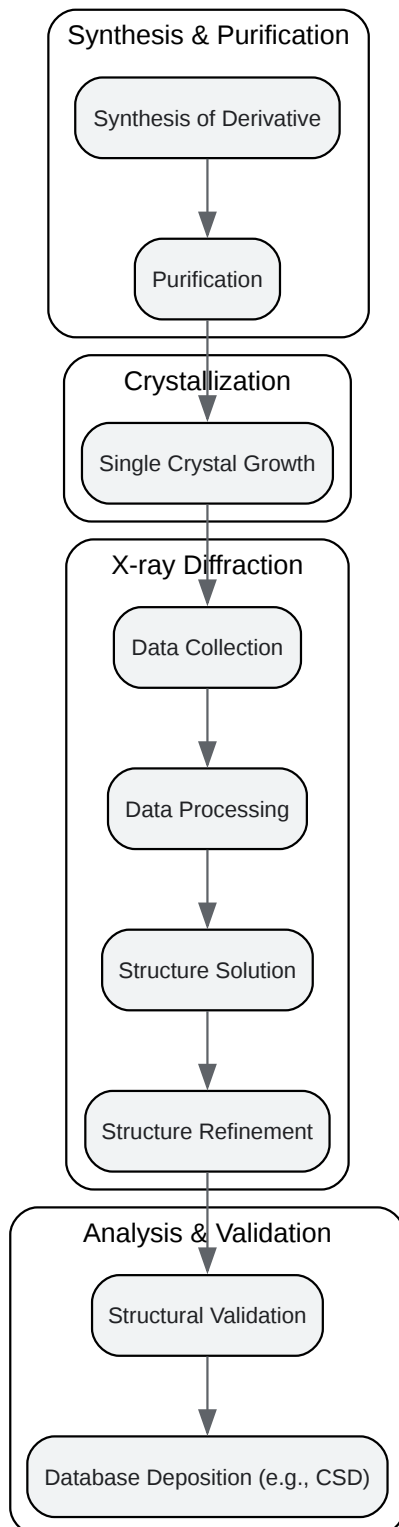 Synthesis & Purification
Synthesis of Derivative
Purification
Crystallization
Single Crystal Growth
X-ray Diffraction
Data Collection
Data Processing
Structure Solution
Structure Refinement
Analysis & Validation
Structural Validation
Database Deposition (e.g., CSD)